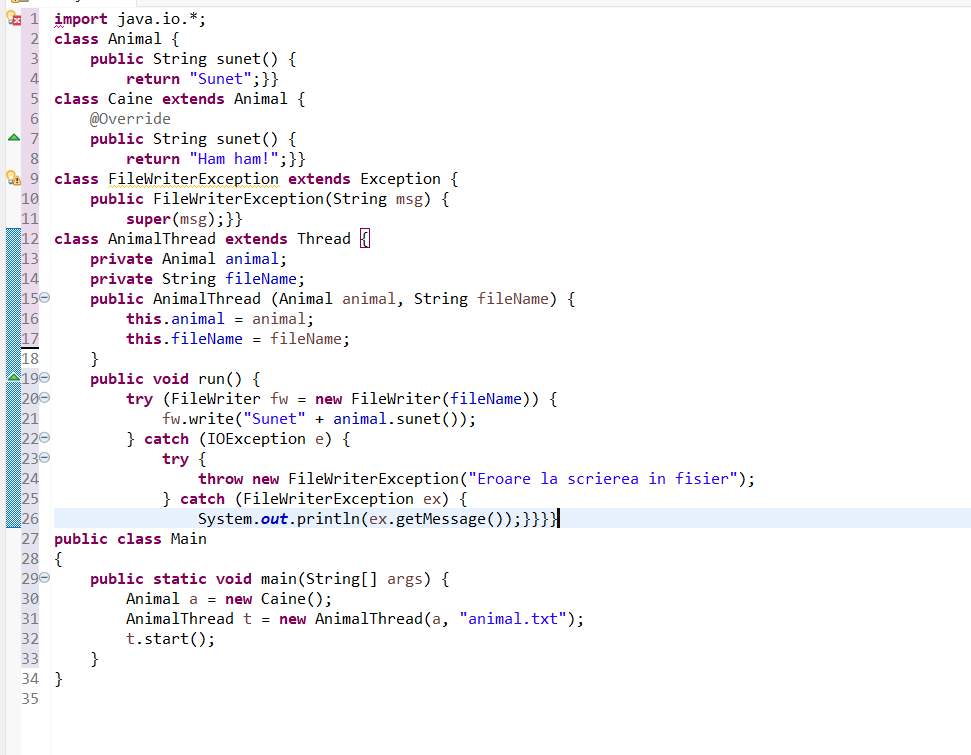 1 import java.io.*;
2 class Animal {
3     public String sunet() {
4         return "Sunet";}}
5 class Caine extends Animal {
6     @Override
7     public String sunet() {
8         return "Ham ham!";}}
9 class FileWriterException extends Exception {
10     public FileWriterException(String msg) {
11         super(msg);}}
12 class AnimalThread extends Thread {
13     private Animal animal;
14     private String fileName;
15     public AnimalThread (Animal animal, String fileName) {
16         this.animal = animal;
17         this.fileName = fileName;
18     }
19     public void run() {
20         try (FileWriter fw = new FileWriter(fileName)) {
21             fw.write("Sunet" + animal.sunet());
22         } catch (IOException e) {
23             try {
24                 throw new FileWriterException("Eroare la scrierea in fisier");
25             } catch (FileWriterException ex) {
26                 System.out.println(ex.getMessage());}}}}
27 public class Main
28 {
29     public static void main(String[] args) {
30         Animal a = new Caine();
31         AnimalThread t = new AnimalThread(a, "animal.txt");
32         t.start();
33     }
34 }
35